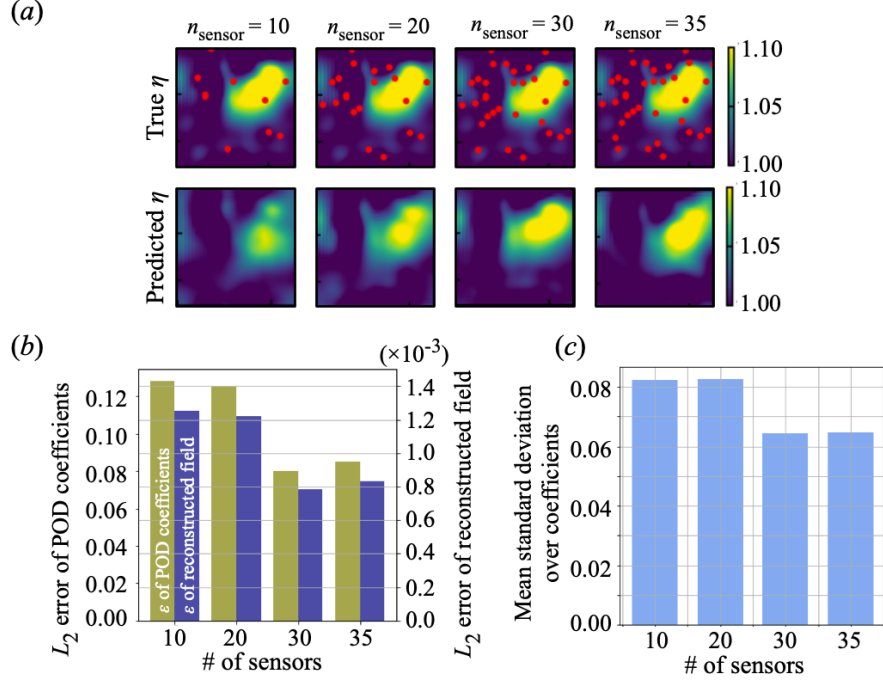 (a)
n_sensor = 10 n_sensor = 20 n_sensor = 30 n_sensor = 35
True η
1.10
1.05
1.00
Predicted η
1.10
1.05
1.00
(b)
(×10⁻³)
L₂ error of POD coefficients
0.12
0.10
0.08
0.06
0.04
0.02
0.00
ε of POD coefficients
ε of reconstructed field
1.4
1.2
1.0
0.8
0.6
0.4
0.2
0.0
L₂ error of reconstructed field
10 20 30 35
# of sensors
(c)
Mean standard deviation
over coefficients
0.08
0.06
0.04
0.02
0.00
10 20 30 35
# of sensors